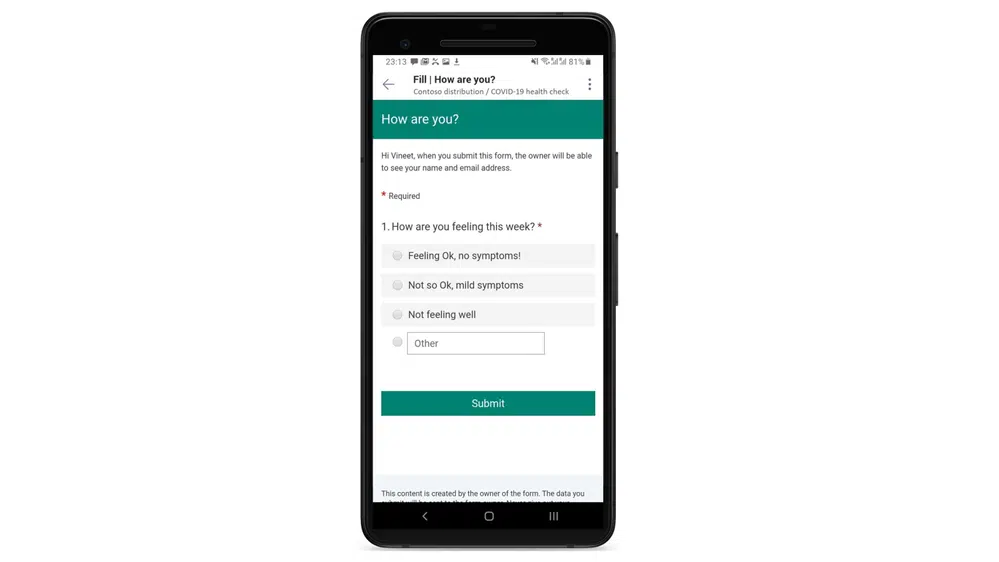 23:13 81%
Fill | How are you?
Contoso distribution / COVID-19 health check
How are you?
Hi Vineet, when you submit this form, the owner will be able
to see your name and email address.
* Required
1. How are you feeling this week? *
Feeling Ok, no symptoms!
Not so Ok, mild symptoms
Not feeling well
Other
Submit
This content is created by the owner of the form. The data you